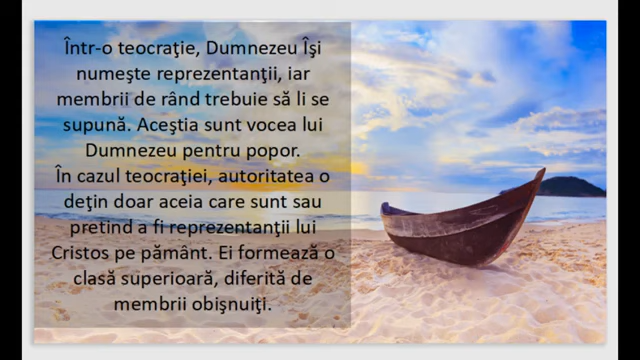 Într-o teocraţie, Dumnezeu Îşi
numeşte reprezentanţii, iar
membrii de rând trebuie să li se
supună. Aceştia sunt vocea lui
Dumnezeu pentru popor.
În cazul teocraţiei, autoritatea o
deţin doar aceia care sunt sau
pretind a fi reprezentanţii lui
Cristos pe pământ. Ei formează o
clasă superioară, diferită de
membrii obişnuiţi.